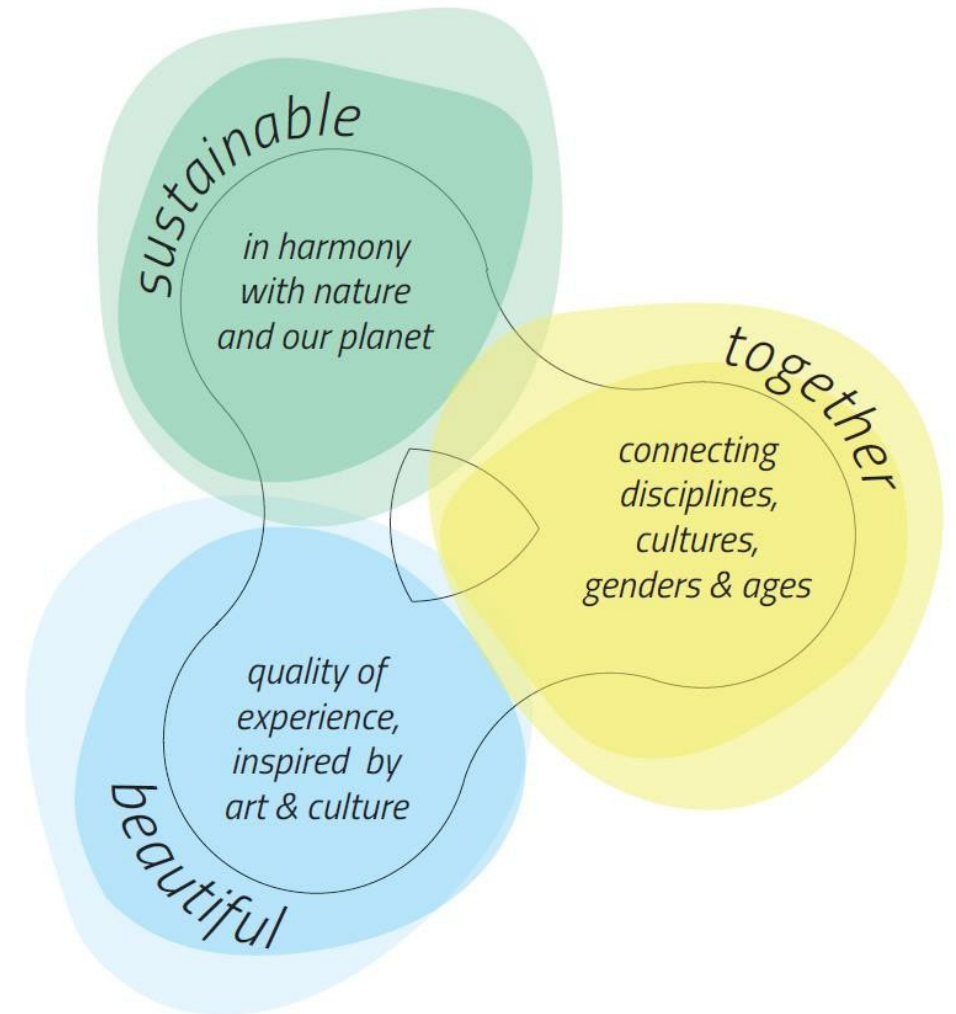 sustainable
in harmony
with nature
and our planet
together
connecting
disciplines,
cultures,
genders & ages
quality of
experience,
inspired by
art & culture
beautiful